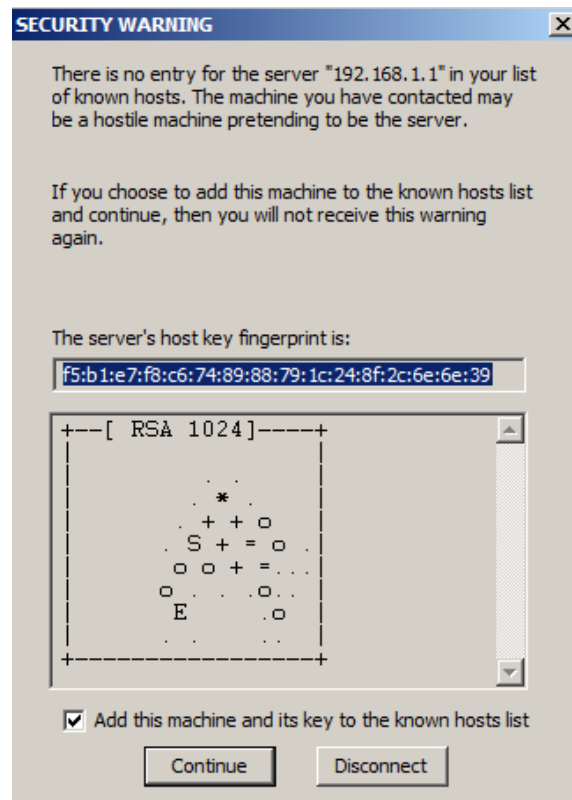 SECURITY WARNING
There is no entry for the server "192.168.1.1" in your list
of known hosts. The machine you have contacted may
be a hostile machine pretending to be the server.
If you choose to add this machine to the known hosts list
and continue, then you will not receive this warning
again.
The server's host key fingerprint is:
f5:b1:e7:f8:c6:74:89:88:79:1c:24:8f:2c:6e:6e:39
+--[ RSA 1024]----+
|                 |
|         . .     |
|        . * .    |
|       . + + o   |
|      . S + = o .|
|       o o + =...|
|      o . . .o.. |
|       E     .o  |
|      . .    ..  |
+-----------------+
Add this machine and its key to the known hosts list
Continue Disconnect